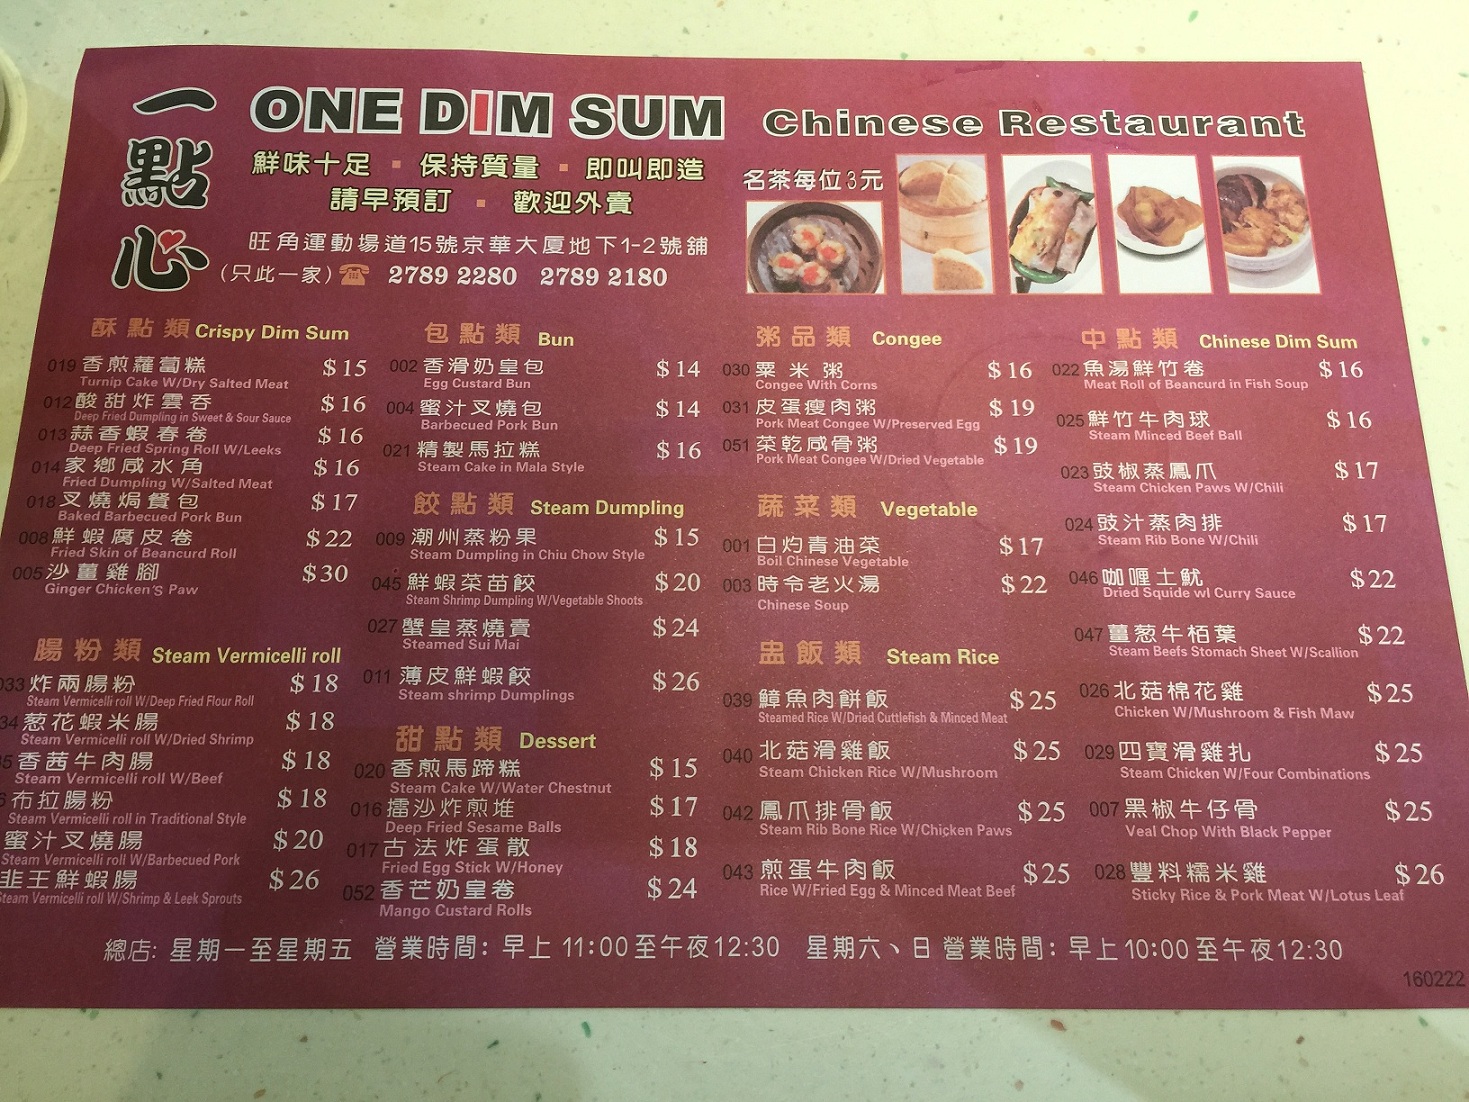 一點心
ONE DIM SUM Chinese Restaurant
鮮味十足 ▪ 保持質量 ▪ 即叫即造
請早預訂 ▪ 歡迎外賣
旺角運動場道15號京華大厦地下1-2號舖
(只此一家) ☎ 2789 2280 2789 2180
名茶每位3元
酥點類 Crispy Dim Sum
019 香煎蘿蔔糕 $15
Turnip Cake W/Dry Salted Meat
012 酸甜炸雲吞 $16
Deep Fried Dumpling in Sweet & Sour Sauce
013 蒜香蝦春卷 $16
Deep Fried Spring Roll W/Leeks
014 家鄉咸水角 $16
Fried Dumpling W/Salted Meat
018 叉燒焗餐包 $17
Baked Barbecued Pork Bun
008 鮮蝦腐皮卷 $22
Fried Skin of Beancurd Roll
005 沙薑雞腳 $30
Ginger Chicken'S Paw
腸粉類 Steam Vermicelli roll
033 炸兩腸粉 $18
Steam Vermicelli roll W/Deep Fried Flour Roll
34 葱花蝦米腸 $18
Steam Vermicelli roll W/Dried Shrimp
35 香茜牛肉腸 $18
Steam Vermicelli roll W/Beef
6 布拉腸粉 $18
Steam Vermicelli roll in Traditional Style
蜜汁叉燒腸 $20
Steam Vermicelli roll W/Barbecued Pork
韭王鮮蝦腸 $26
Steam Vermicelli roll W/Shrimp & Leek Sprouts
包點類 Bun
002 香滑奶皇包 $14
Egg Custard Bun
004 蜜汁叉燒包 $14
Barbecued Pork Bun
021 精製馬拉糕 $16
Steam Cake in Mala Style
餃點類 Steam Dumpling
009 潮州蒸粉果 $15
Steam Dumpling in Chiu Chow Style
045 鮮蝦菜苗餃 $20
Steam Shrimp Dumpling W/Vegetable Shoots
027 蟹皇蒸燒賣 $24
Steamed Sui Mai
011 薄皮鮮蝦餃 $26
Steam shrimp Dumplings
甜點類 Dessert
020 香煎馬蹄糕 $15
Steam Cake W/Water Chestnut
016 擂沙炸煎堆 $17
Deep Fried Sesame Balls
017 古法炸蛋散 $18
Fried Egg Stick W/Honey
052 香芒奶皇卷 $24
Mango Custard Rolls
粥品類 Congee
030 粟米粥 $16
Congee With Corns
031 皮蛋瘦肉粥 $19
Pork Meat Congee W/Preserved Egg
051 菜乾咸骨粥 $19
Pork Meat Congee W/Dried Vegetable
蔬菜類 Vegetable
001 白灼青油菜 $17
Boil Chinese Vegetable
003 時令老火湯 $22
Chinese Soup
盅飯類 Steam Rice
039 鱆魚肉餅飯 $25
Steamed Rice W/Dried Cuttlefish & Minced Meat
040 北菇滑雞飯 $25
Steam Chicken Rice W/Mushroom
042 鳳爪排骨飯 $25
Steam Rib Bone Rice W/Chicken Paws
043 煎蛋牛肉飯 $25
Rice W/Fried Egg & Minced Meat Beef
中點類 Chinese Dim Sum
022 魚湯鮮竹卷 $16
Meat Roll of Beancurd in Fish Soup
025 鮮竹牛肉球 $16
Steam Minced Beef Ball
023 豉椒蒸鳳爪 $17
Steam Chicken Paws W/Chili
024 豉汁蒸肉排 $17
Steam Rib Bone W/Chili
046 咖喱土魷 $22
Dried Squide wl Curry Sauce
047 薑葱牛栢葉 $22
Steam Beefs Stomach Sheet W/Scallion
026 北菇棉花雞 $25
Chicken W/Mushroom & Fish Maw
029 四寶滑雞扎 $25
Steam Chicken W/Four Combinations
007 黑椒牛仔骨 $25
Veal Chop With Black Pepper
028 豐料糯米雞 $26
Sticky Rice & Pork Meat W/Lotus Leaf
總店: 星期一至星期五 營業時間: 早上 11:00 至午夜12:30 星期六、日 營業時間: 早上 10:00 至午夜12:30
160222